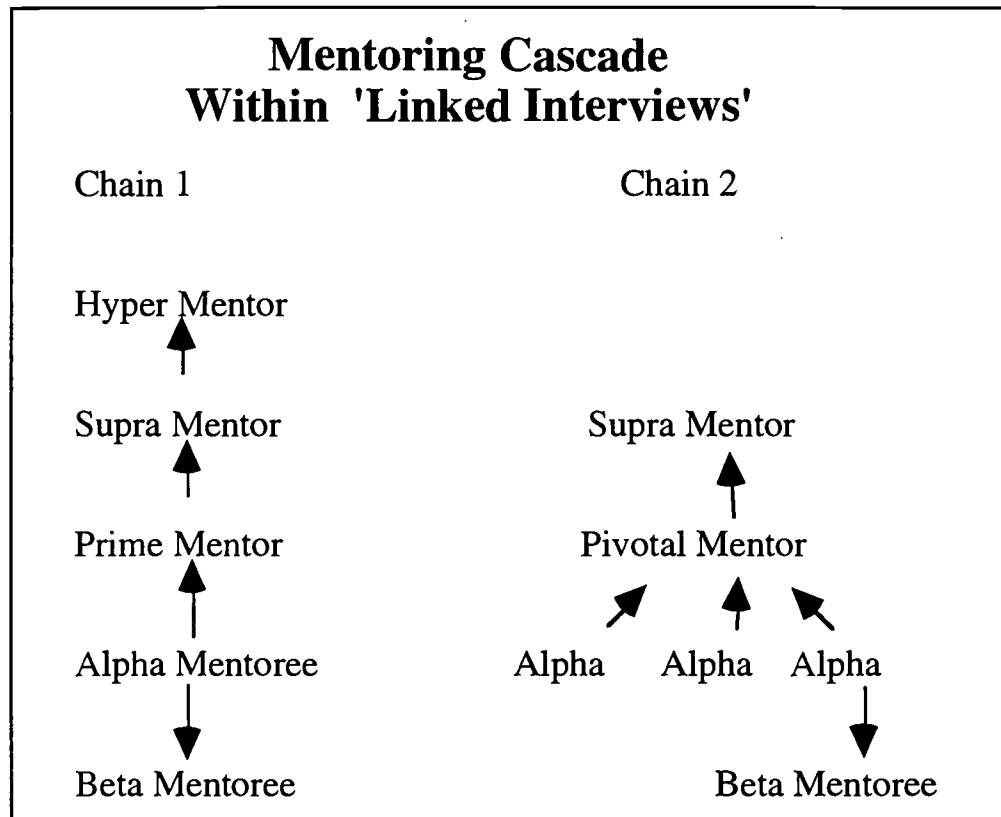 Mentoring Cascade
Within 'Linked Interviews'
Chain 1
Chain 2
Hyper Mentor
Supra Mentor
Supra Mentor
Prime Mentor
Pivotal Mentor
Alpha Mentoree
Alpha Alpha Alpha
Beta Mentoree
Beta Mentoree